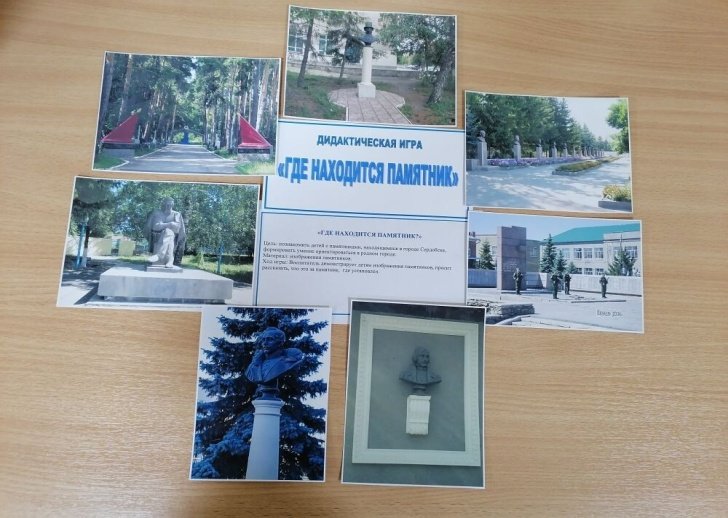 ДИДАКТИЧЕСКАЯ ИГРА
«ГДЕ НАХОДИТСЯ ПАМЯТНИК»
«ГДЕ НАХОДИТСЯ ПАМЯТНИК?»
Цель: познакомить детей с памятниками, находящимися в городе Сердобске,
формировать умение ориентироваться в родном городе.
Материал: изображения памятников.
Ход игры: Воспитатель демонстрирует детям изображения памятников, просит
рассказать, что это за памятник, где установлен.